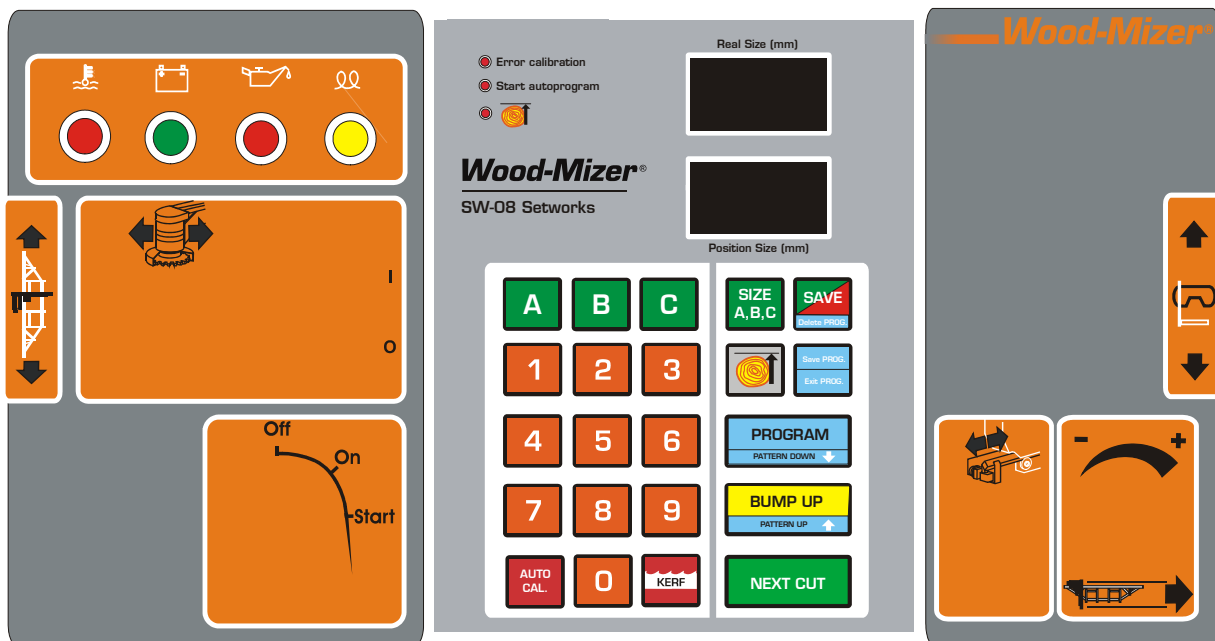 I
O
Off
On
Start
Real Size (mm)
Error calibration
Start autoprogram
Wood-Mizer®
SW-08 Setworks
Position Size (mm)
A
B
C
SIZE
A,B,C
SAVE
Delete PROG.
1
2
3
Save PROG.
Exit PROG.
4
5
6
PROGRAM
PATTERN DOWN
7
8
9
BUMP UP
PATTERN UP
AUTO
CAL.
0
KERF
NEXT CUT
Wood-Mizer®
- +